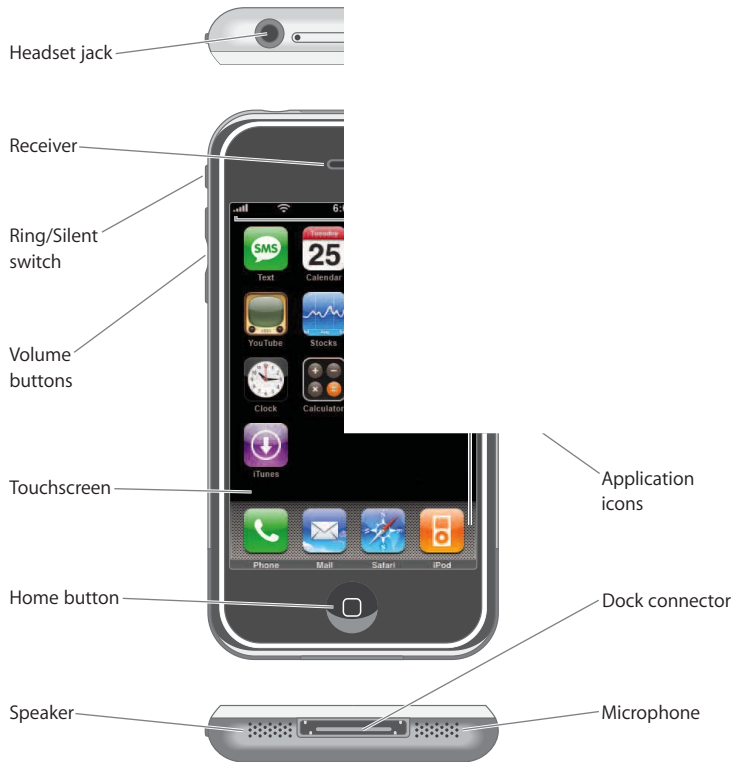 Headset jack
Receiver
Ring/Silent
switch
Volume
buttons
Touchscreen
Home button
Speaker
Application
icons
Dock connector
Microphone
SMS
Text
Tuesday
25
Calendar
YouTube
Stocks
Clock
Calculator
iTunes
Phone
Mail
Safari
iPod